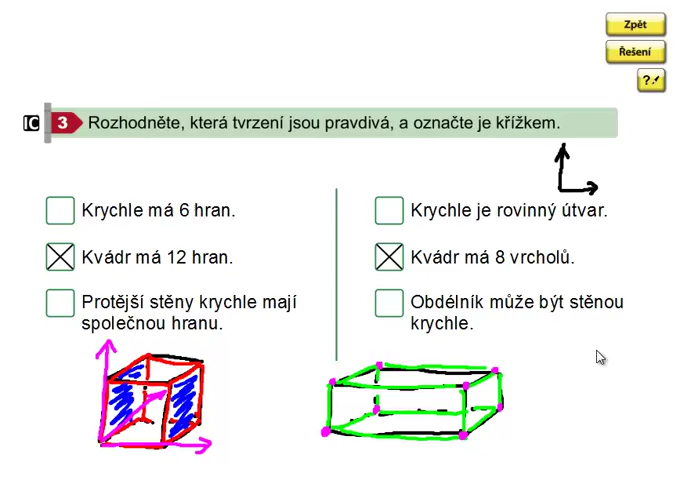 Zpět
Řešení
?
IC 3 Rozhodněte, která tvrzení jsou pravdivá, a označte je křížkem.
Krychle má 6 hran.
Kvádr má 12 hran.
Protější stěny krychle mají
společnou hranu.
Krychle je rovinný útvar.
Kvádr má 8 vrcholů.
Obdélník může být stěnou
krychle.